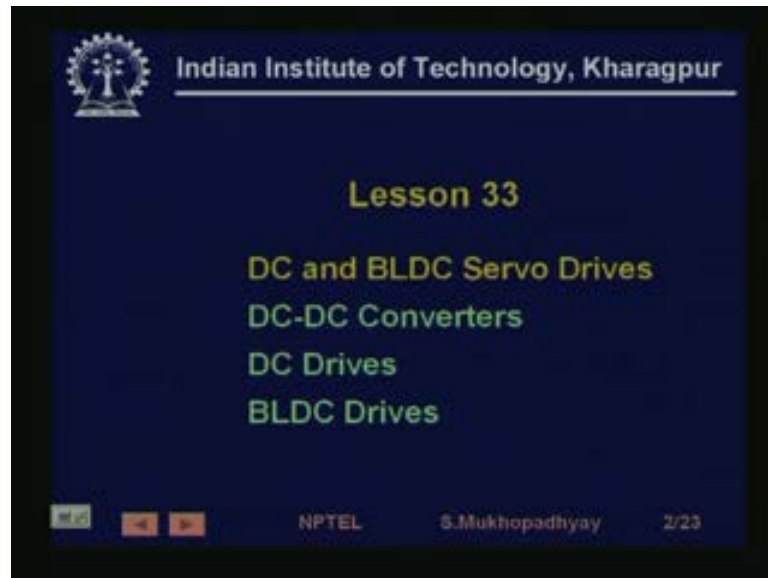 Indian Institute of Technology, Kharagpur
Lesson 33
DC and BLDC Servo Drives
DC-DC Converters
DC Drives
BLDC Drives
NPTEL S.Mukhopadhyay 2/23